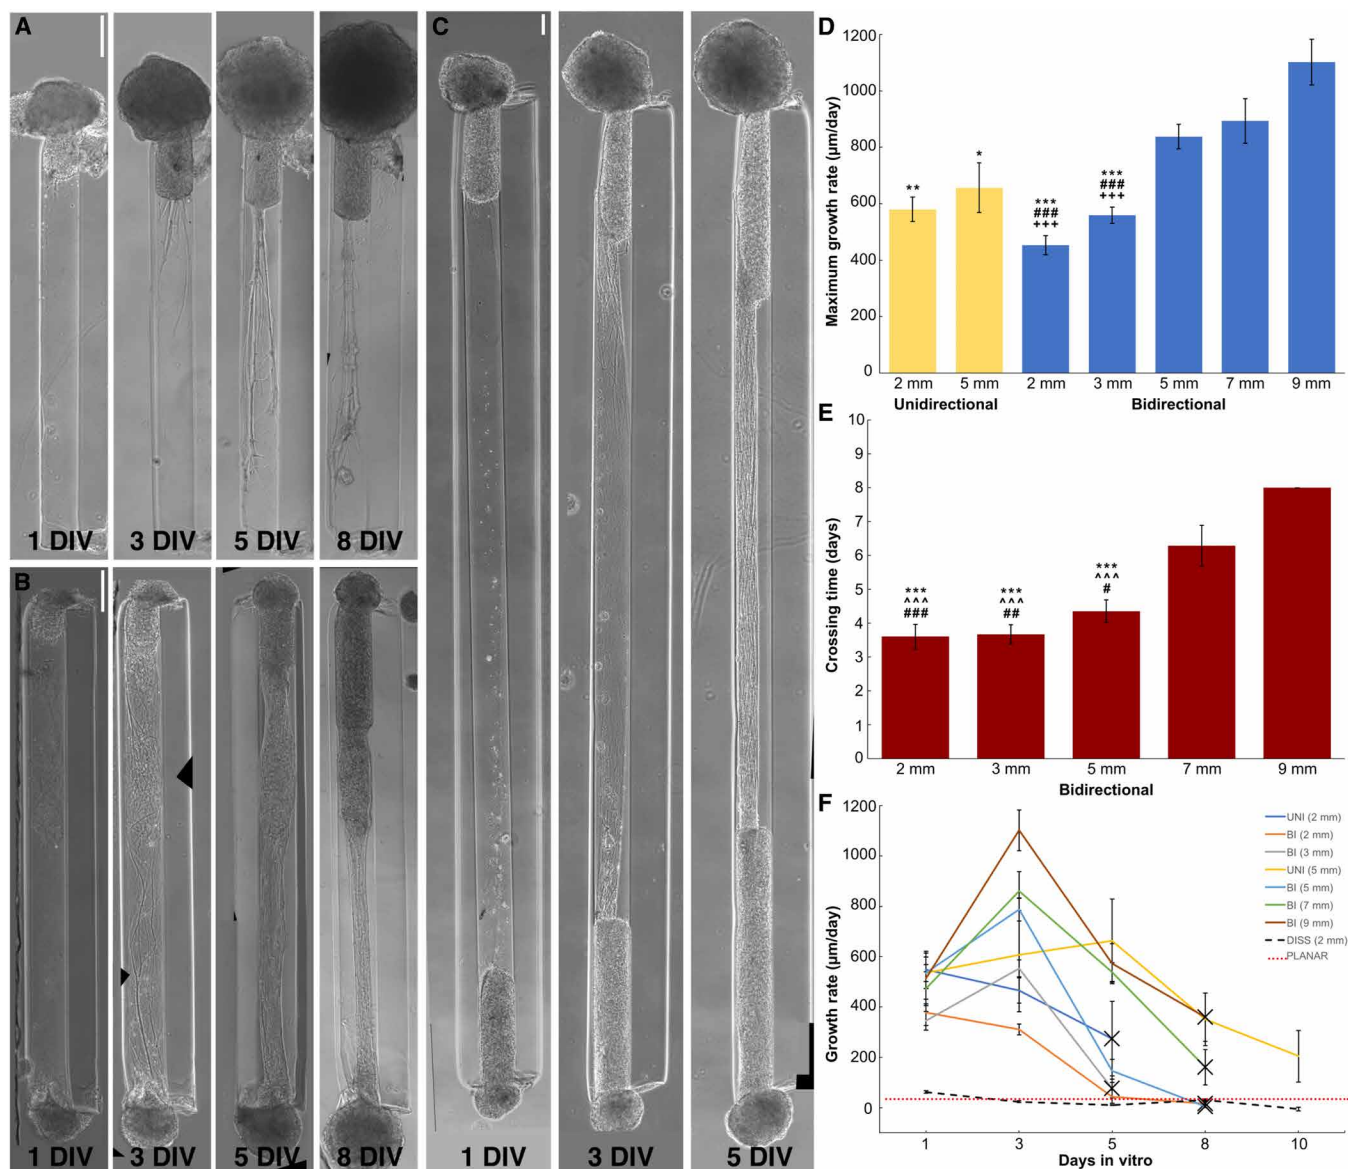 A
1 DIV
3 DIV
5 DIV
8 DIV
B
1 DIV
3 DIV
5 DIV
8 DIV
C
1 DIV
3 DIV
5 DIV
D
Maximum growth rate (µm/day)
1200
1000
800
600
400
200
0
**
*
***
###
+++
***
###
+++
2 mm 5 mm 2 mm 3 mm 5 mm 7 mm 9 mm
Unidirectional Bidirectional
E
Crossing time (days)
10
9
8
7
6
5
4
3
2
1
0
***
^^^
###
***
^^^
##
***
^^^
#
2 mm 3 mm 5 mm 7 mm 9 mm
Bidirectional
F
Growth rate (µm/day)
1200
1000
800
600
400
200
0
UNI (2 mm)
BI (2 mm)
BI (3 mm)
UNI (5 mm)
BI (5 mm)
BI (7 mm)
BI (9 mm)
DISS (2 mm)
PLANAR
1 3 5 8 10
Days in vitro